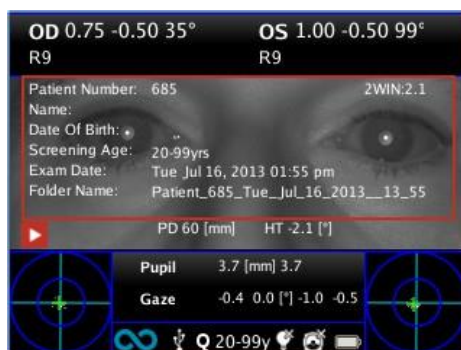 OD 0.75 -0.50 35° OS 1.00 -0.50 99°
R9 R9
Patient Number: 685 2WIN:2.1
Name:
Date Of Birth:
Screening Age: 20-99yrs
Exam Date: Tue Jul 16, 2013 01:55 pm
Folder Name: Patient_685_Tue_Jul_16_2013__13_55
PD 60 [mm] HT -2.1 [°]
Pupil 3.7 [mm] 3.7
Gaze -0.4 0.0 [°] -1.0 -0.5
Q 20-99y